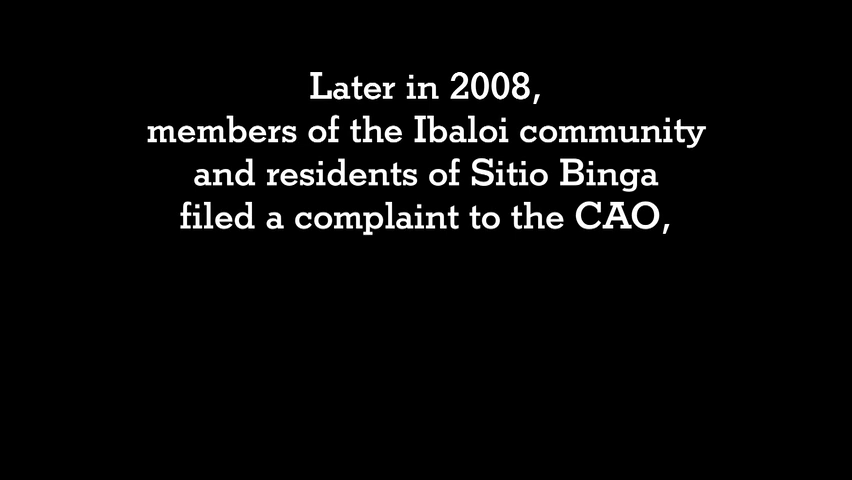 Later in 2008,
members of the Ibaloi community
and residents of Sitio Binga
filed a complaint to the CAO,